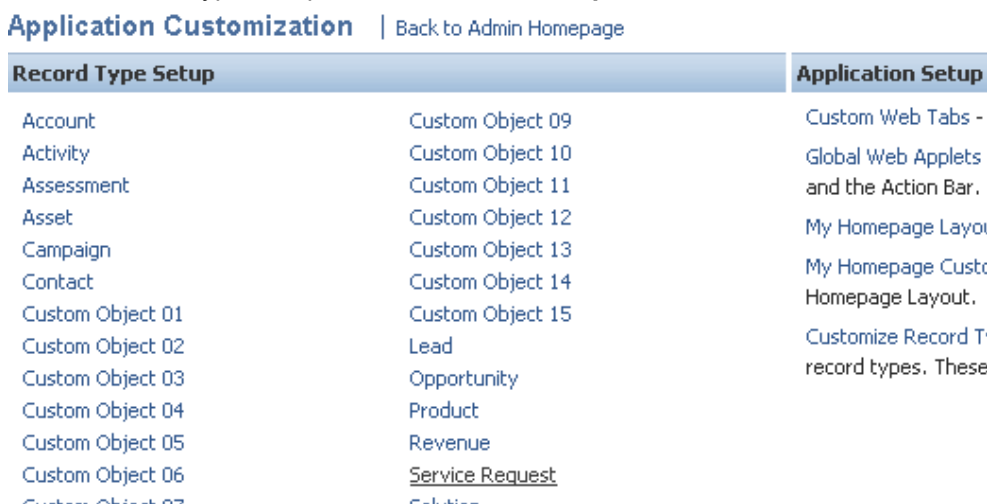 Application Customization | Back to Admin Homepage
Record Type Setup
Account
Activity
Assessment
Asset
Campaign
Contact
Custom Object 01
Custom Object 02
Custom Object 03
Custom Object 04
Custom Object 05
Custom Object 06
Custom Object 09
Custom Object 10
Custom Object 11
Custom Object 12
Custom Object 13
Custom Object 14
Custom Object 15
Lead
Opportunity
Product
Revenue
Service Request
Application Setup
Custom Web Tabs -
Global Web Applets
and the Action Bar.
My Homepage
My Homepage
Homepage Layout.
Customize Record
record types. These